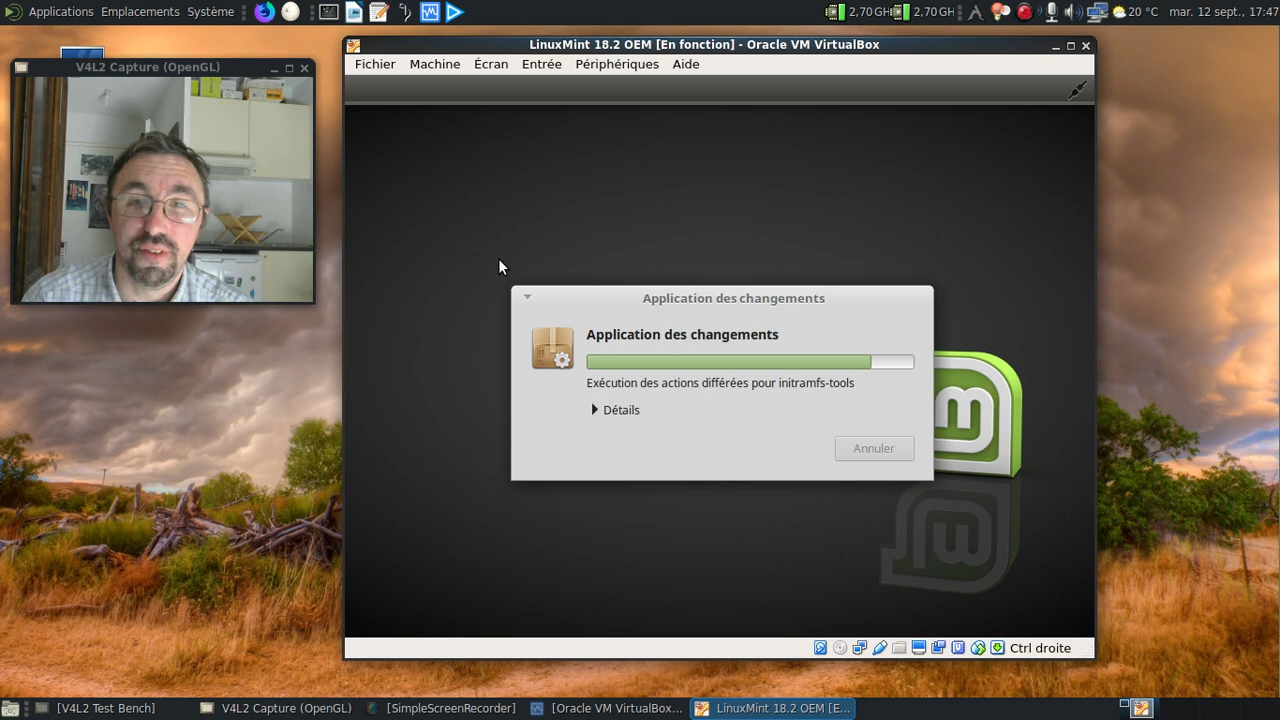 Applications Emplacements Système
2,70 GH 2,70 GH 20 °C mar. 12 sept., 17:47
V4L2 Capture (OpenGL)
LinuxMint 18.2 OEM [En fonction] - Oracle VM VirtualBox
Fichier Machine Écran Entrée Périphériques Aide
Application des changements
Application des changements
Exécution des actions différées pour initramfs-tools
Détails
Annuler
Ctrl droite
[V4L2 Test Bench] V4L2 Capture (OpenGL) [SimpleScreenRecorder] [Oracle VM VirtualBox... LinuxMint 18.2 OEM [E...